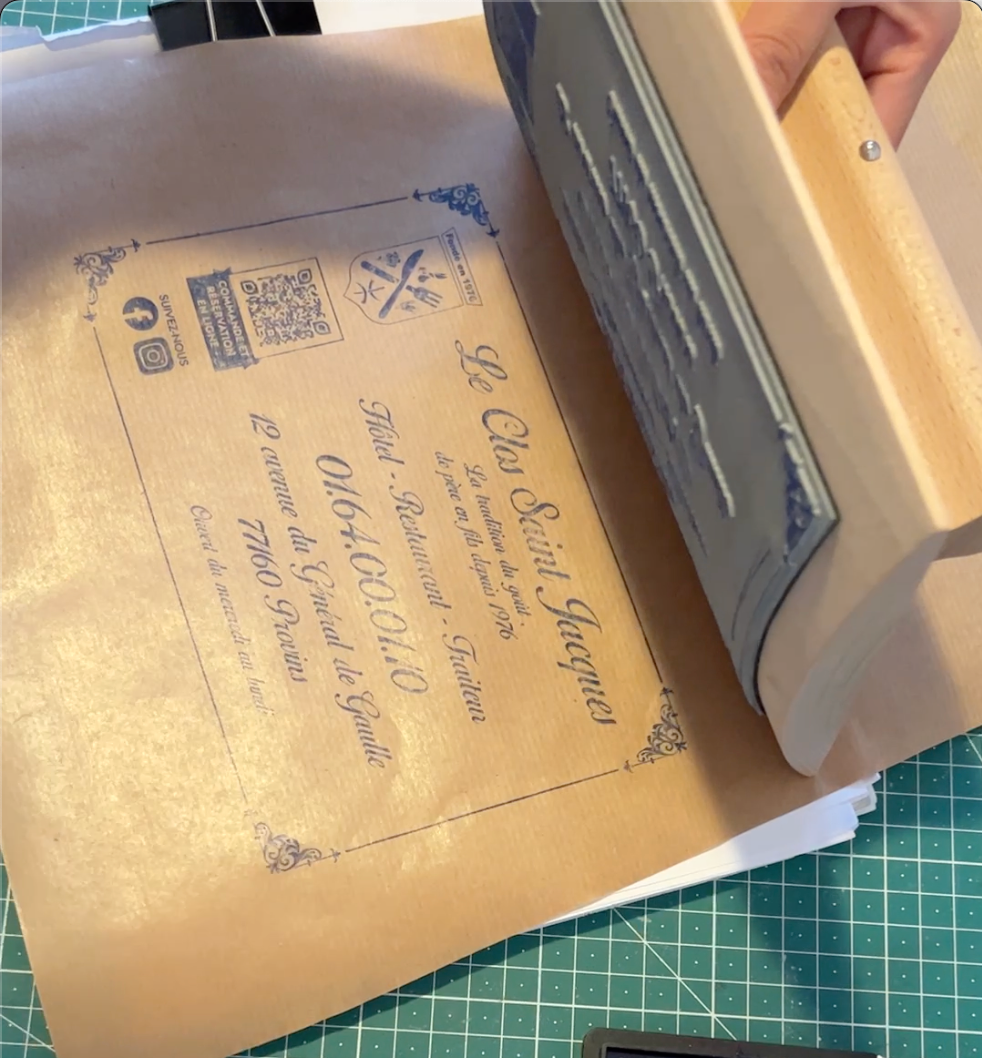 Fondé en 1976
Le Clos Saint Jacques
La tradition du goût
de père en fils depuis 1976
Hôtel - Restaurant - Traiteur
01.64.00.01.10
12 avenue du Général de Gaulle
77160 Provins
Ouvert du mercredi au lundi
COMMANDE ET
RÉSERVATION
EN LIGNE
SUIVEZ-NOUS